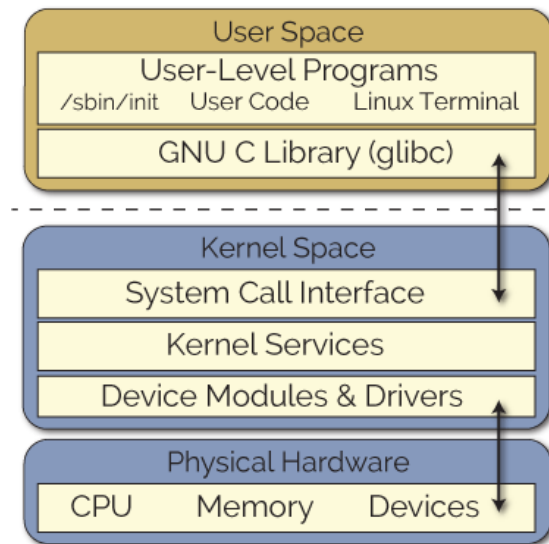 User Space
User-Level Programs
/sbin/init User Code Linux Terminal
GNU C Library (glibc)
Kernel Space
System Call Interface
Kernel Services
Device Modules & Drivers
Physical Hardware
CPU Memory Devices